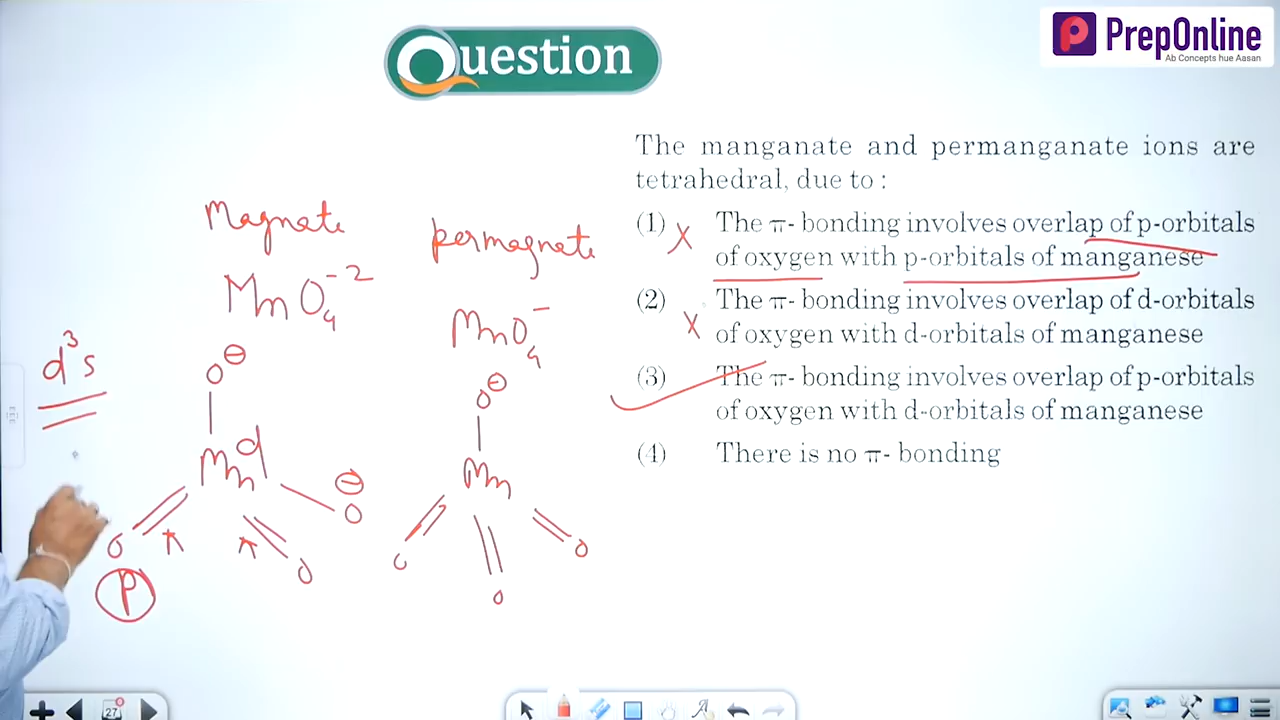 Question
PrepOnline
Ab Concepts hue Aasan
The manganate and permanganate ions are
tetrahedral, due to :
(1) X The π- bonding involves overlap of p-orbitals
of oxygen with p-orbitals of manganese
(2) X The π- bonding involves overlap of d-orbitals
of oxygen with d-orbitals of manganese
(3) The π- bonding involves overlap of p-orbitals
of oxygen with d-orbitals of manganese
(4) There is no π- bonding
Magnate
MnO₄⁻²
permagnate
MnO₄⁻
d³s
O⊖
Mn d
⊖
O
O π π O
P
O⊖
Mn
O O
O
27